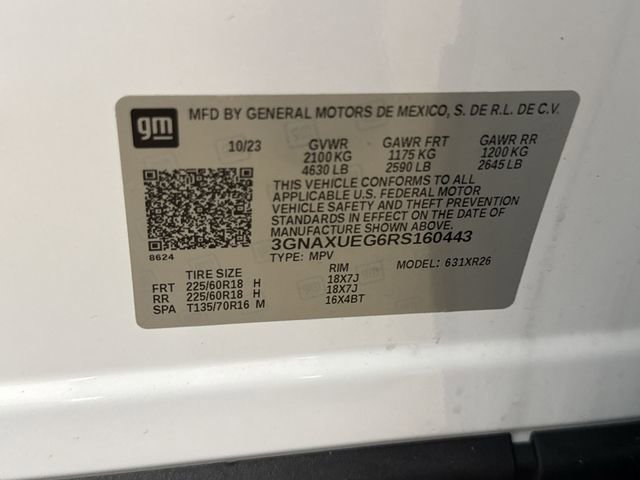 gm
MFD BY GENERAL MOTORS DE MEXICO, S. DE R.L. DE C.V.
10/23 GVWR GAWR FRT GAWR RR
2100 KG 1175 KG 1200 KG
4630 LB 2590 LB 2645 LB
THIS VEHICLE CONFORMS TO ALL
APPLICABLE U.S. FEDERAL MOTOR
VEHICLE SAFETY AND THEFT PREVENTION
STANDARDS IN EFFECT ON THE DATE OF
MANUFACTURE SHOWN ABOVE.
3GNAXUEG6RS160443
8624
TYPE: MPV MODEL: 631XR26
TIRE SIZE RIM
FRT 225/60R18 H 18X7J
RR 225/60R18 H 18X7J
SPA T135/70R16 M 16X4BT